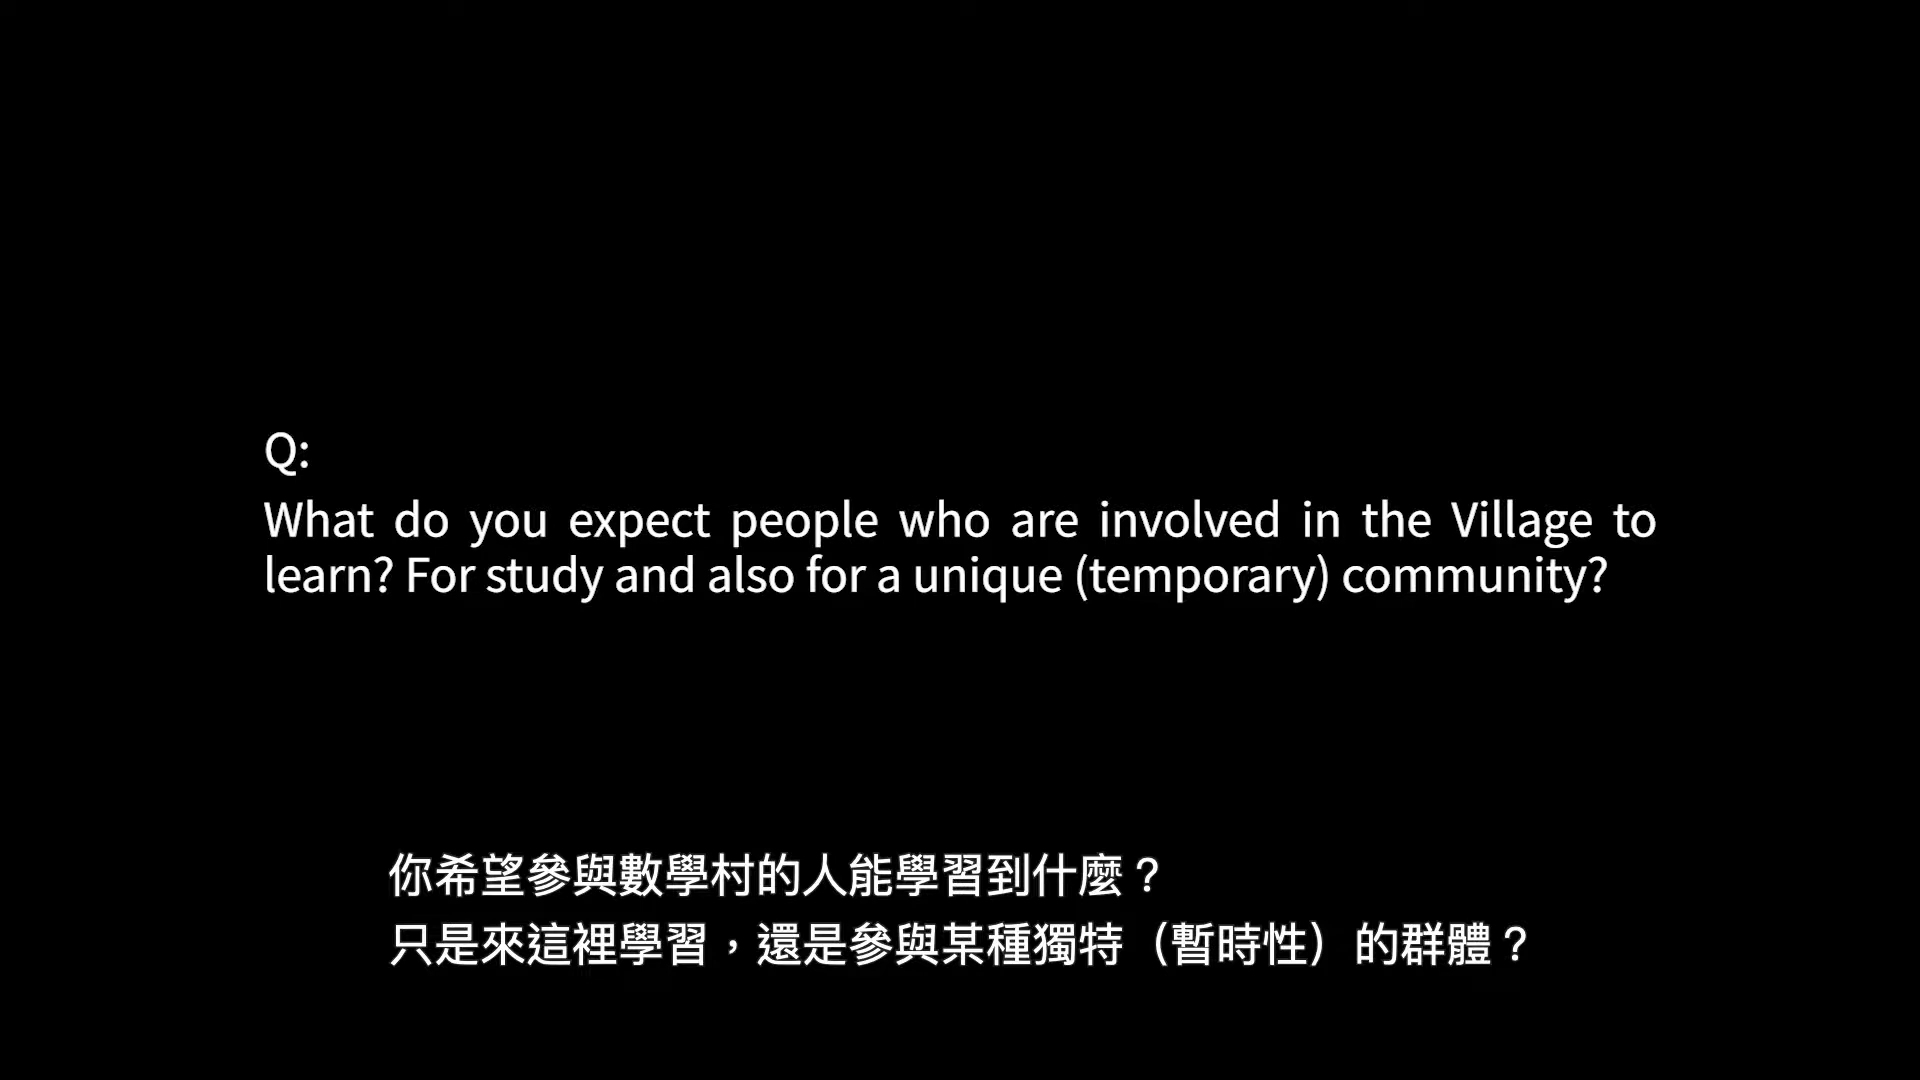 Q:
What do you expect people who are involved in the Village to
learn? For study and also for a unique (temporary) community?
你希望參與數學村的人能學習到什麼？
只是來這裡學習，還是參與某種獨特（暫時性）的群體？